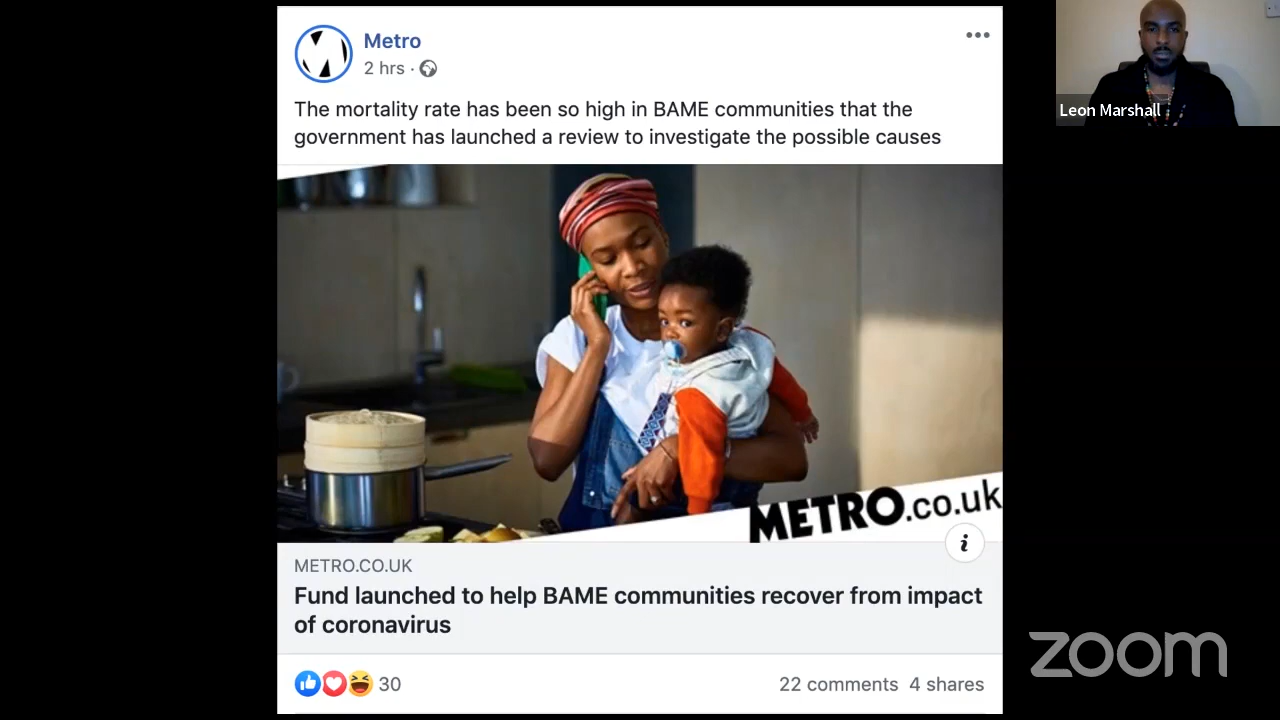 Metro
2 hrs ·
The mortality rate has been so high in BAME communities that the
government has launched a review to investigate the possible causes
METRO.co.uk
i
METRO.CO.UK
Fund launched to help BAME communities recover from impact
of coronavirus
30
22 comments 4 shares
Leon Marshall
zoom